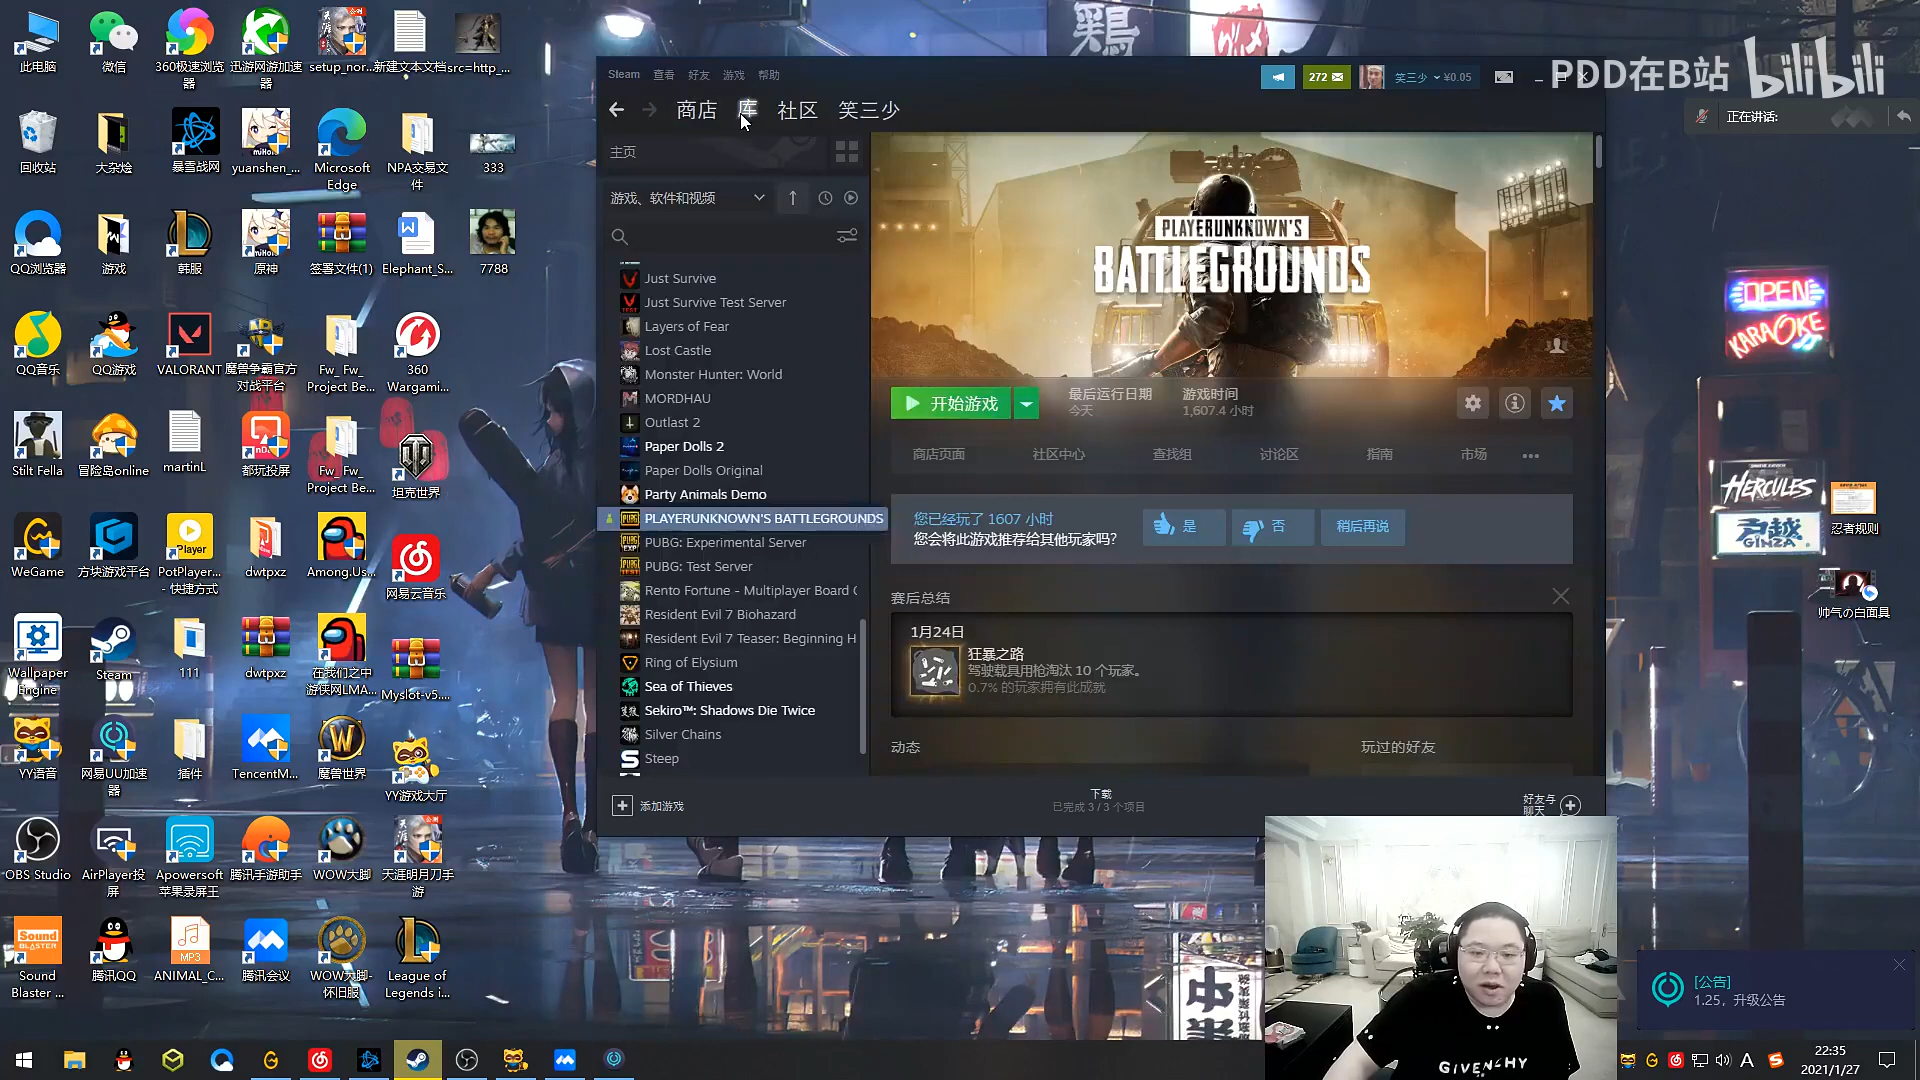 此电脑
微信
360极速浏览器
迅游网游加速器
setup_nor...
新建文本文档
src=http_...
回收站
大杂烩
暴雪战网
yuanshen_...
Microsoft Edge
NPA交易文件
333
QQ浏览器
游戏
韩服
原神
签署文件(1)
Elephant_S...
7788
QQ音乐
QQ游戏
VALORANT
魔兽争霸官方对战平台
Fw_ Fw_ Project Be...
360 Wargami...
Stilt Fella
冒险岛online
martinL
都玩投屏
Fw_ Fw_ Project Be...
坦克世界
WeGame
方块游戏平台
PotPlayer... - 快捷方式
dwtpxz
Among.Us...
网易云音乐
Wallpaper Engine
Steam
111
dwtpxz
在我们之中游侠网LMA...
Myslot-v5....
YY语音
网易UU加速器
插件
TencentM...
魔兽世界
YY游戏大厅
OBS Studio
AirPlayer投屏
Apowersoft苹果录屏王
腾讯手游助手
WOW大脚
天涯明月刀手游
Sound Blaster ...
腾讯QQ
ANIMAL_C...
腾讯会议
WOW大脚-怀旧服
League of Legends i...
Steam 查看 好友 游戏 帮助
272
笑三少 ¥0.05
商店 库 社区 笑三少
主页
游戏、软件和视频
Just Survive
Just Survive Test Server
Layers of Fear
Lost Castle
Monster Hunter: World
MORDHAU
Outlast 2
Paper Dolls 2
Paper Dolls Original
Party Animals Demo
PLAYERUNKNOWN'S BATTLEGROUNDS
PUBG: Experimental Server
PUBG: Test Server
Rento Fortune - Multiplayer Board
Resident Evil 7 Biohazard
Resident Evil 7 Teaser: Beginning H
Ring of Elysium
Sea of Thieves
Sekiro™: Shadows Die Twice
Silver Chains
Steep
添加游戏
PLAYERUNKNOWN'S
BATTLEGROUNDS
开始游戏
最后运行日期
今天
游戏时间
1,607.4 小时
商店页面 社区中心 查找组 讨论区 指南 市场
您已经玩了 1607 小时
您会将此游戏推荐给其他玩家吗?
是 否 稍后再说
赛后总结
1月24日
狂暴之路
驾驶载具用枪淘汰 10 个玩家。
0.7% 的玩家拥有此成就
动态
玩过的好友
下载
已完成 3 / 3 个项目
好友与
聊天
PDD在B站 bilibili
正在讲话:
OPEN
KARAOKE
HERCULES
GINZA
忍者规则
帅气の白面具
[公告]
1.25，升级公告
GIVENCHY
22:35
2021/1/27